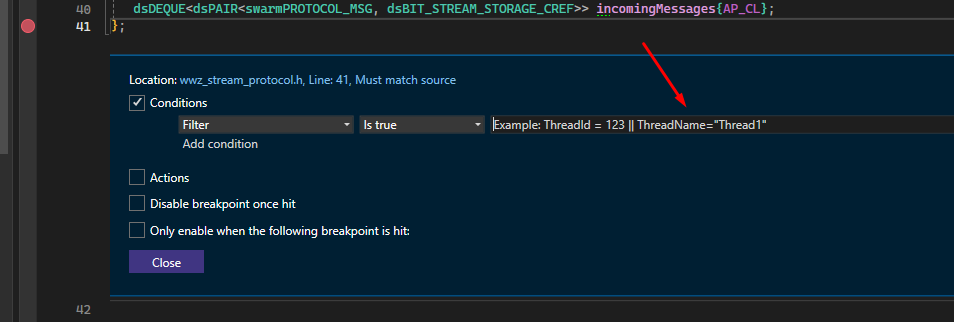 40 dsDEQUE<dsPAIR<swarmPROTOCOL_MSG, dsBIT_STREAM_STORAGE_CREF>> incomingMessages{AP_CL};
41 };
Location: wwz_stream_protocol.h, Line: 41, Must match source
Conditions
Filter Is true Example: ThreadId = 123 || ThreadName="Thread1"
Add condition
Actions
Disable breakpoint once hit
Only enable when the following breakpoint is hit:
Close
42